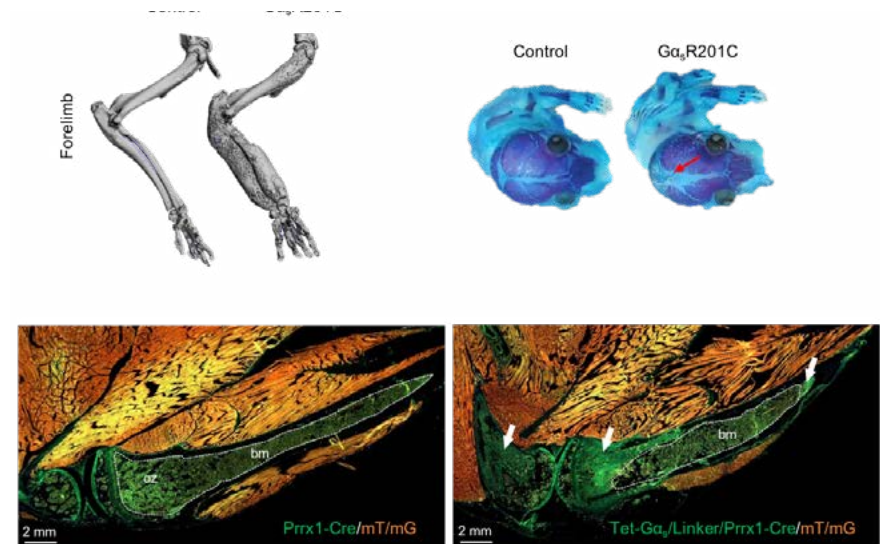 Control
GαsR201C
Forelimb
oz
bm
2 mm
Prrx1-Cre/mT/mG
bm
2 mm
Tet-Gαs/Linker/Prrx1-Cre/mT/mG